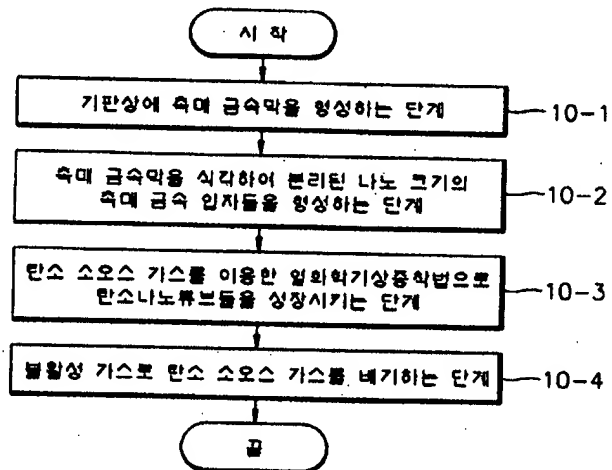 시 작
기판상에 촉매 금속막을 형성하는 단계
10-1
촉매 금속막을 식각하여 분리된 나노 크기의
촉매 금속 입자들을 형성하는 단계
10-2
탄소 소오스 가스를 이용한 열화학기상증착법으로
탄소나노튜브들을 성장시키는 단계
10-3
불활성 가스로 탄소 소오스 가스를 배기하는 단계
10-4
끝